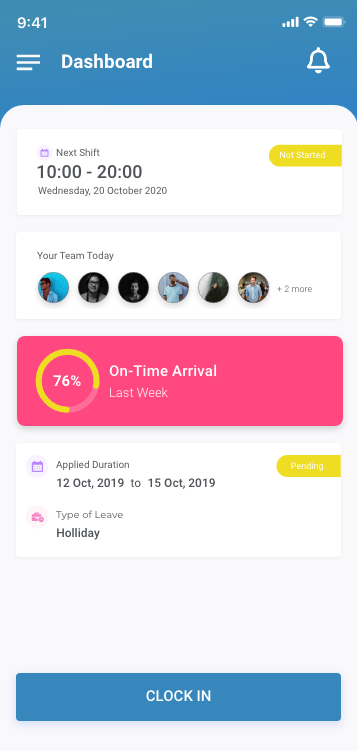 9:41
Dashboard
Next Shift
Not Started
10:00 - 20:00
Wednesday, 20 October 2020
Your Team Today
+ 2 more
76%
On-Time Arrival
Last Week
Applied Duration
Pending
12 Oct, 2019 to 15 Oct, 2019
Type of Leave
Holliday
CLOCK IN